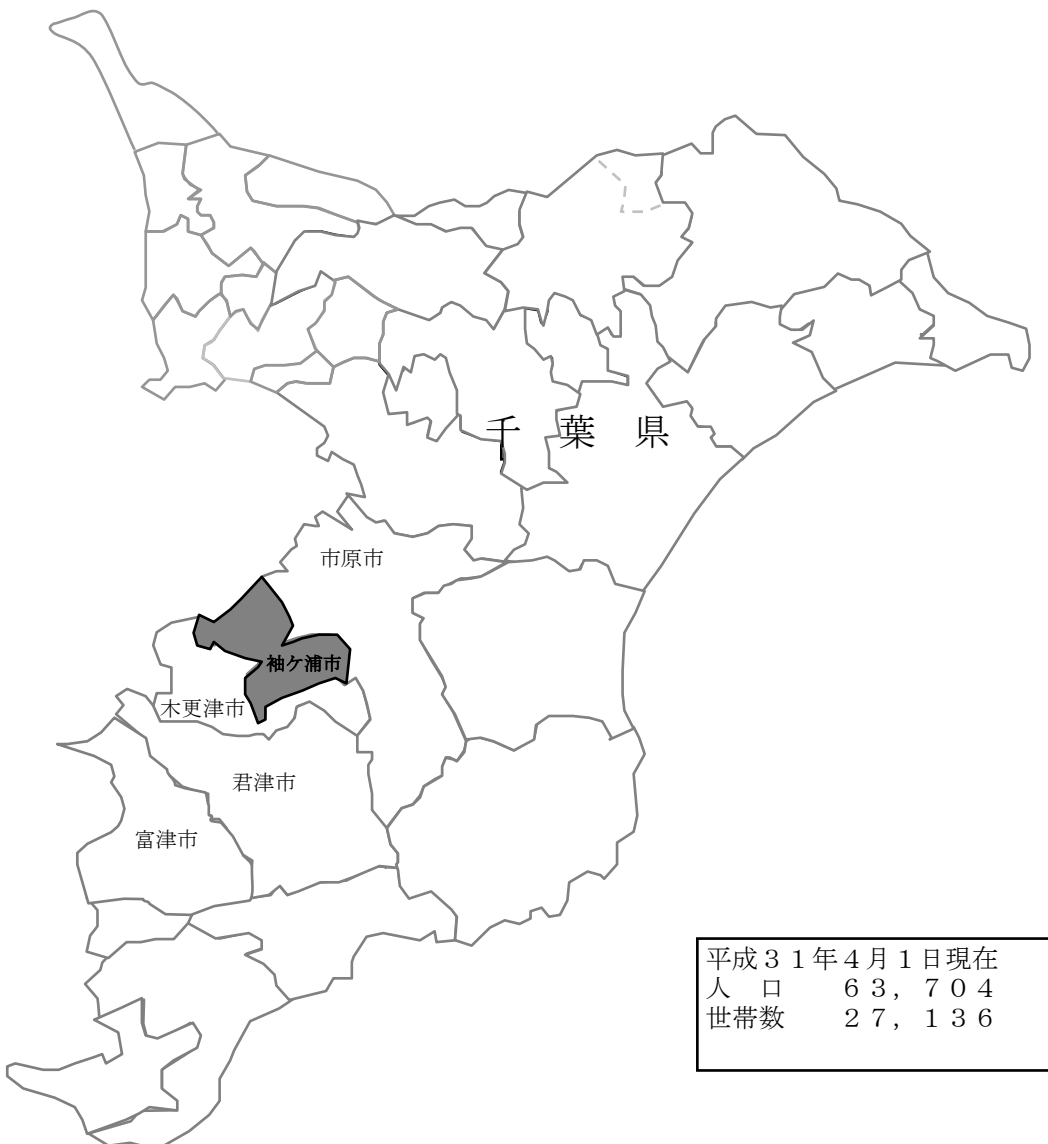 千葉県
市原市
袖ケ浦市
木更津市
君津市
富津市
平成３１年４月１日現在
人　口　　６３，７０４
世帯数　　２７，１３６